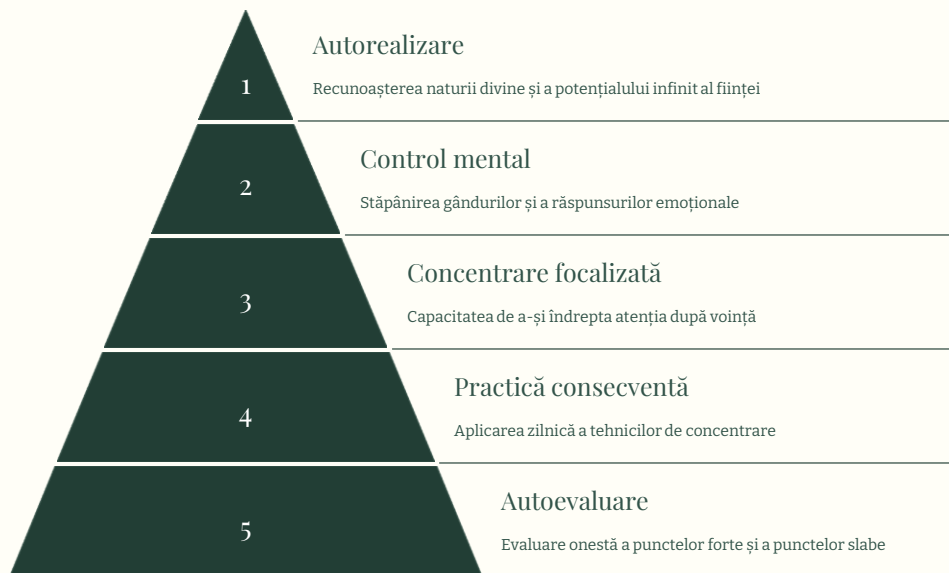 1
Autorealizare
Recunoașterea naturii divine și a potențialului infinit al ființei
2
Control mental
Stăpânirea gândurilor și a răspunsurilor emoționale
3
Concentrare focalizată
Capacitatea de a-și îndrepta atenția după voință
4
Practică consecventă
Aplicarea zilnică a tehnicilor de concentrare
5
Autoevaluare
Evaluare onestă a punctelor forte și a punctelor slabe